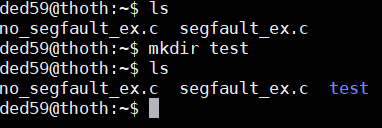 ded59@thoth:~$ ls
no_segfault_ex.c  segfault_ex.c
ded59@thoth:~$ mkdir test
ded59@thoth:~$ ls
no_segfault_ex.c  segfault_ex.c  test
ded59@thoth:~$